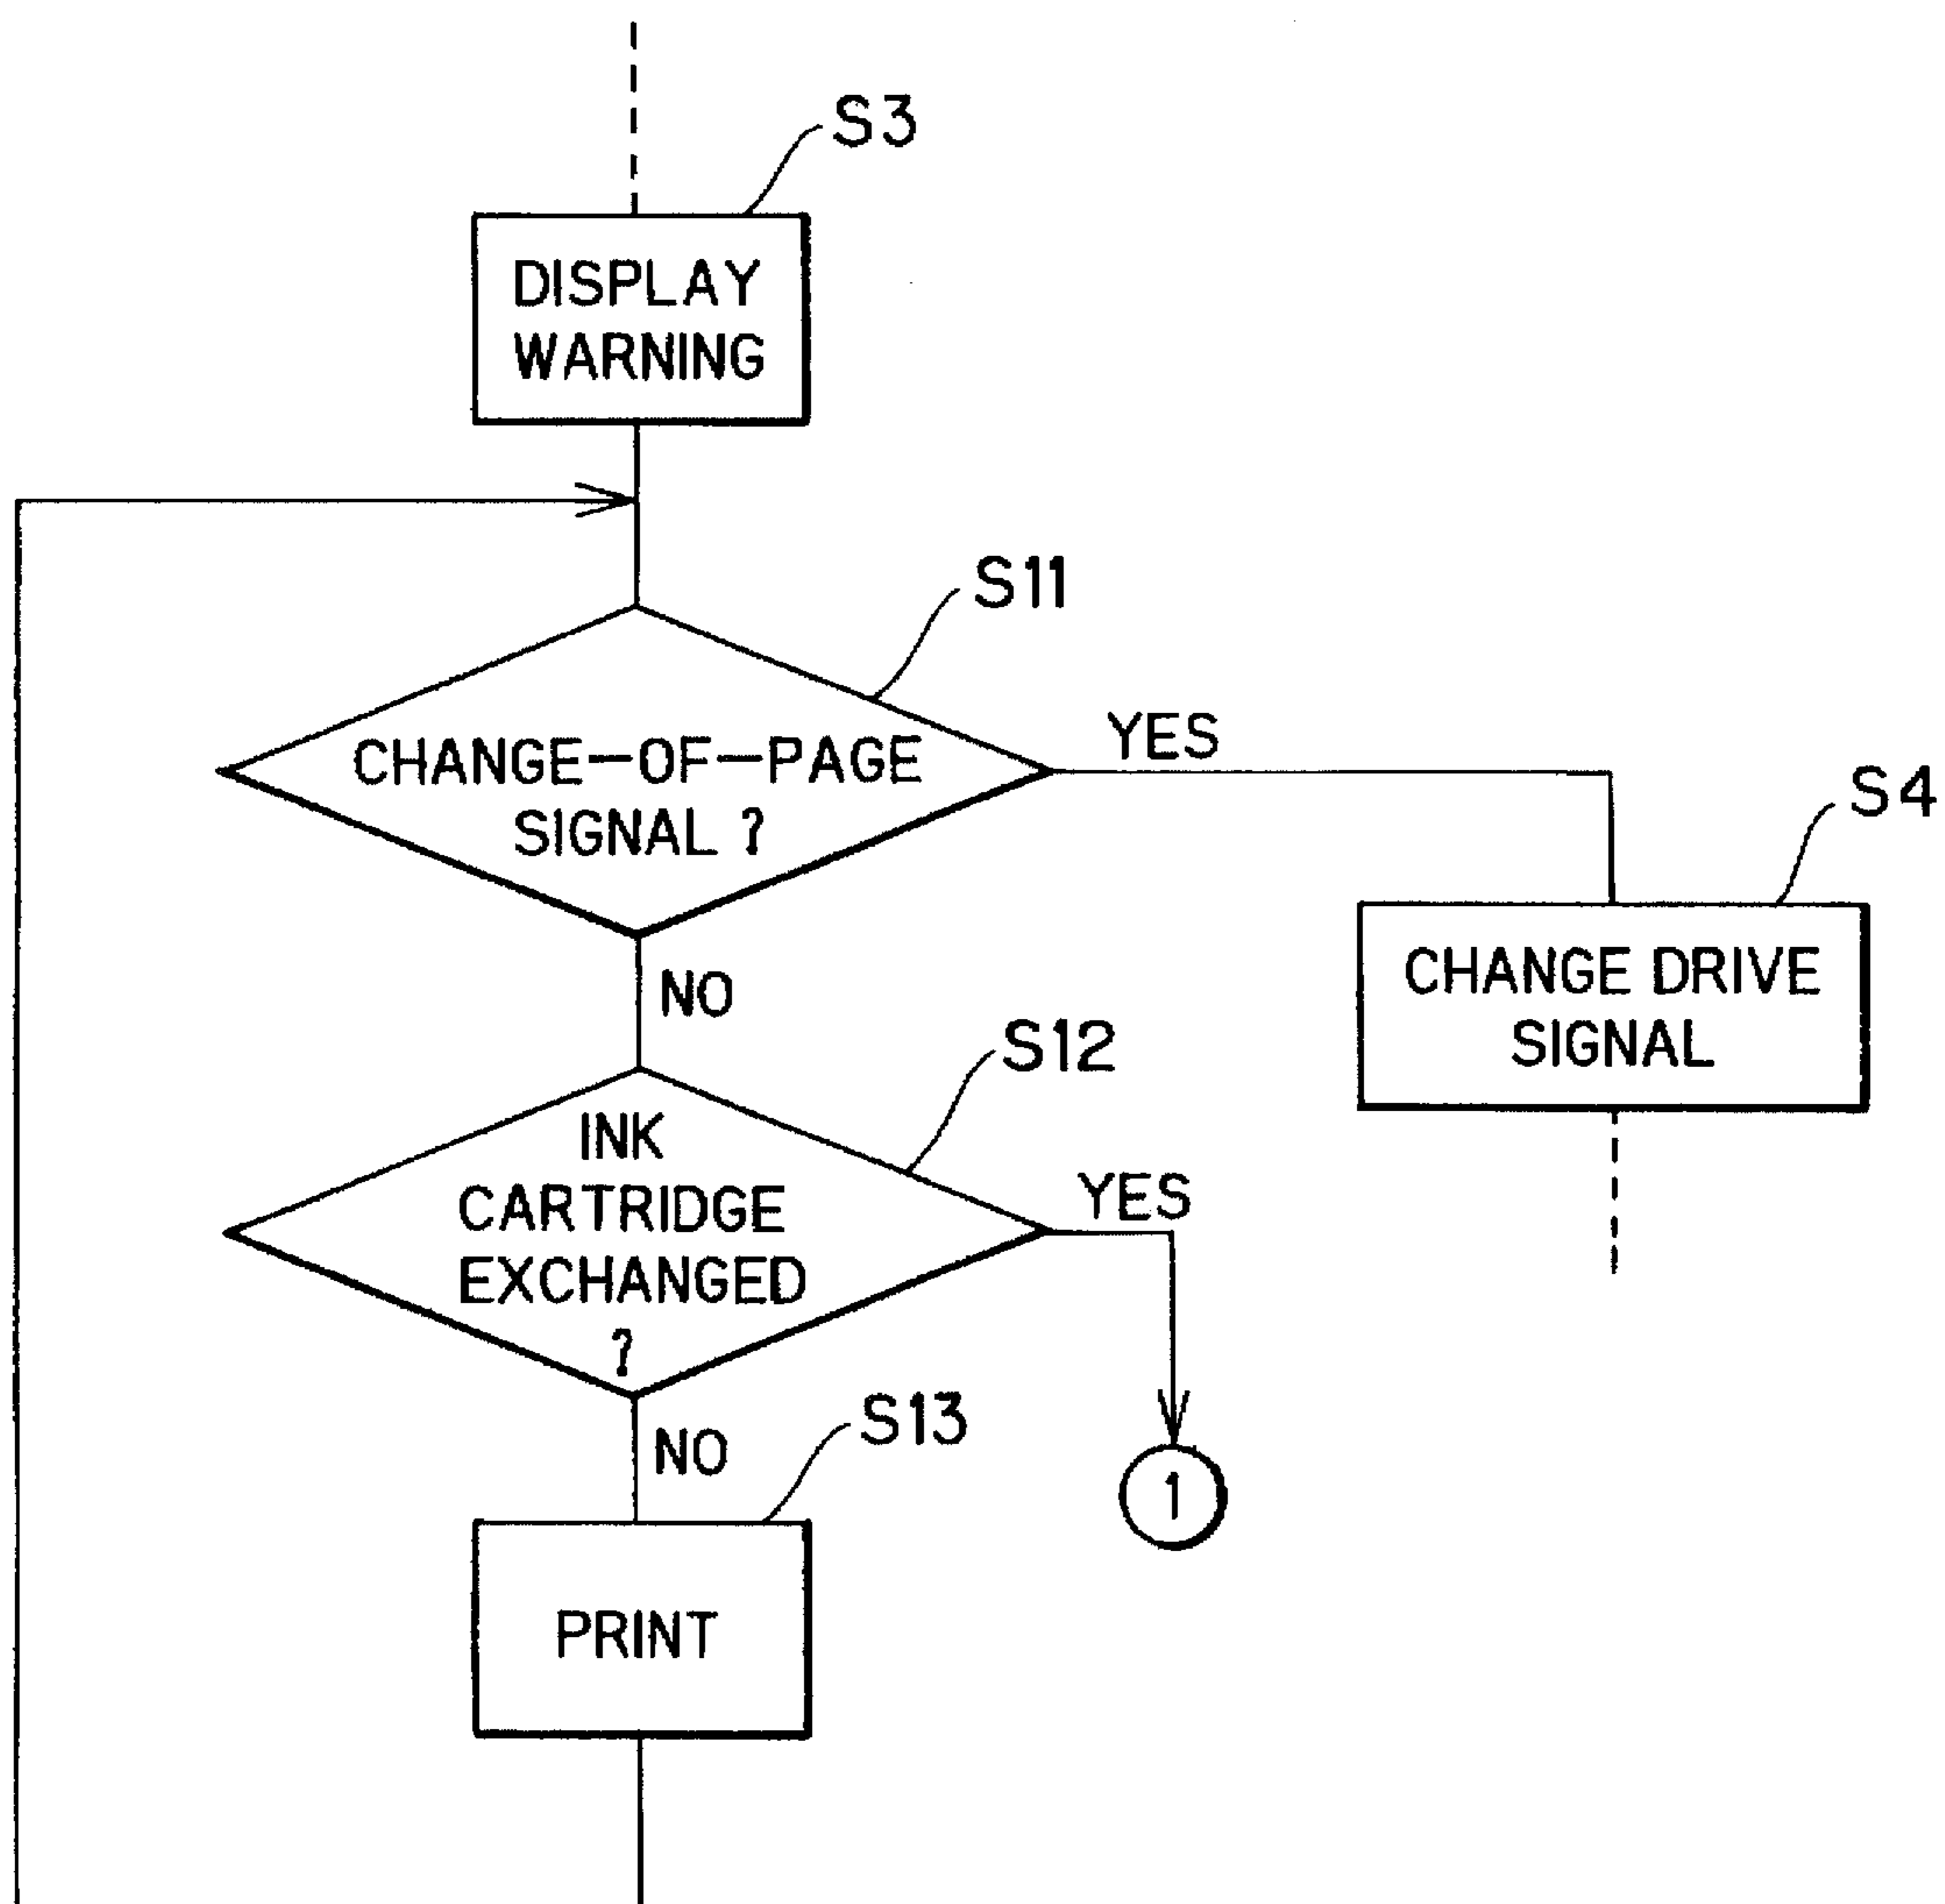 S3
DISPLAY
WARNING
S11
CHANGE-OF-PAGE
SIGNAL ?
YES
S4
CHANGE DRIVE
SIGNAL
NO
S12
INK
CARTRIDGE
EXCHANGED
?
YES
NO
S13
1
PRINT